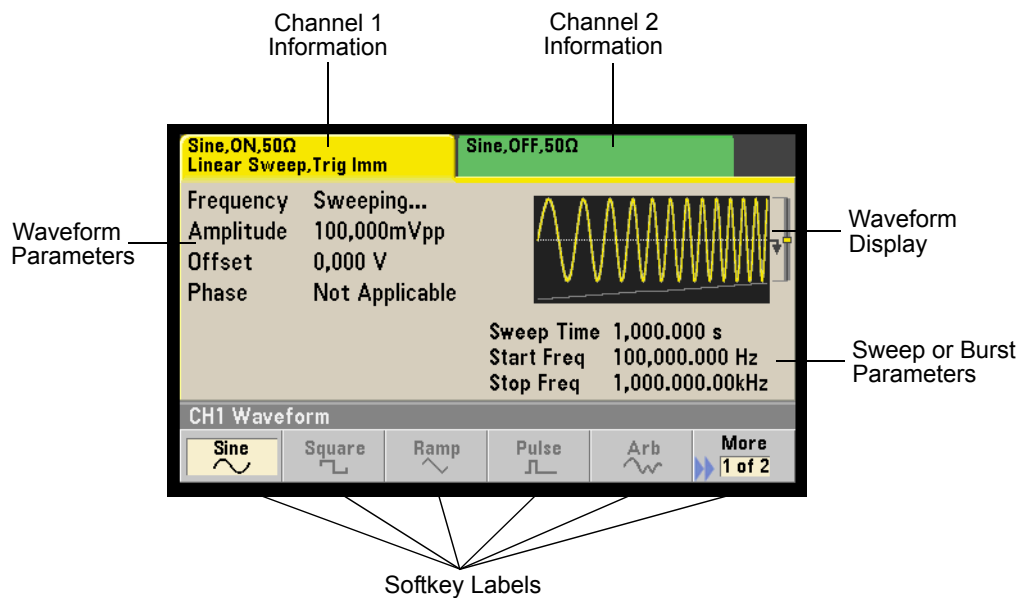 Channel 1
Information
Channel 2
Information
Sine,ON,50Ω
Linear Sweep,Trig Imm
Sine,OFF,50Ω
Waveform
Parameters
Frequency Sweeping...
Amplitude 100,000mVpp
Offset 0,000 V
Phase Not Applicable
Waveform
Display
Sweep Time 1,000.000 s
Start Freq 100,000.000 Hz
Stop Freq 1,000.000.00kHz
Sweep or Burst
Parameters
CH1 Waveform
Sine Square Ramp Pulse Arb More
1 of 2
Softkey Labels